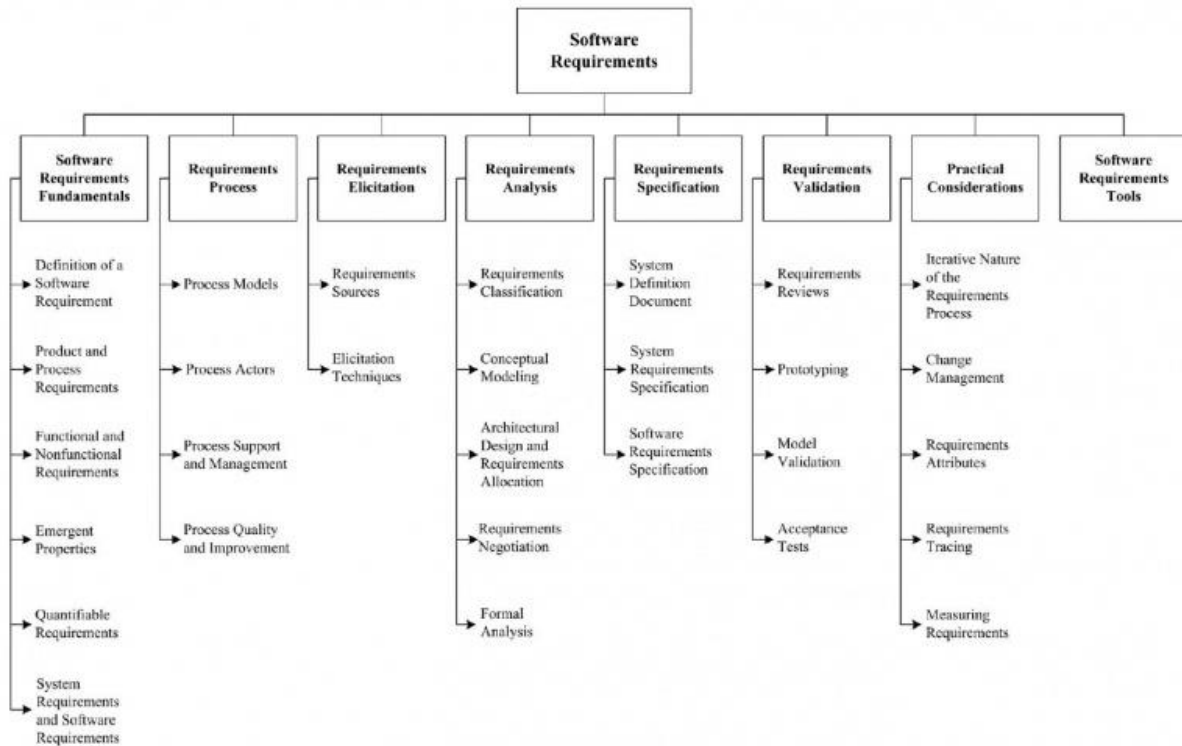 Software
Requirements
Software
Requirements
Fundamentals
Requirements
Process
Requirements
Elicitation
Requirements
Analysis
Requirements
Specification
Requirements
Validation
Practical
Considerations
Software
Requirements
Tools
Definition of a
Software
Requirement
Product and
Process
Requirements
Functional and
Nonfunctional
Requirements
Emergent
Properties
Quantifiable
Requirements
System
Requirements
and Software
Requirements
Process Models
Process Actors
Process Support
and Management
Process Quality
and Improvement
Requirements
Sources
Elicitation
Techniques
Requirements
Classification
Conceptual
Modeling
Architectural
Design and
Requirements
Allocation
Requirements
Negotiation
Formal
Analysis
System
Definition
Document
System
Requirements
Specification
Software
Requirements
Specification
Requirements
Reviews
Prototyping
Model
Validation
Acceptance
Tests
Iterative Nature
of the
Requirements
Process
Change
Management
Requirements
Attributes
Requirements
Tracing
Measuring
Requirements